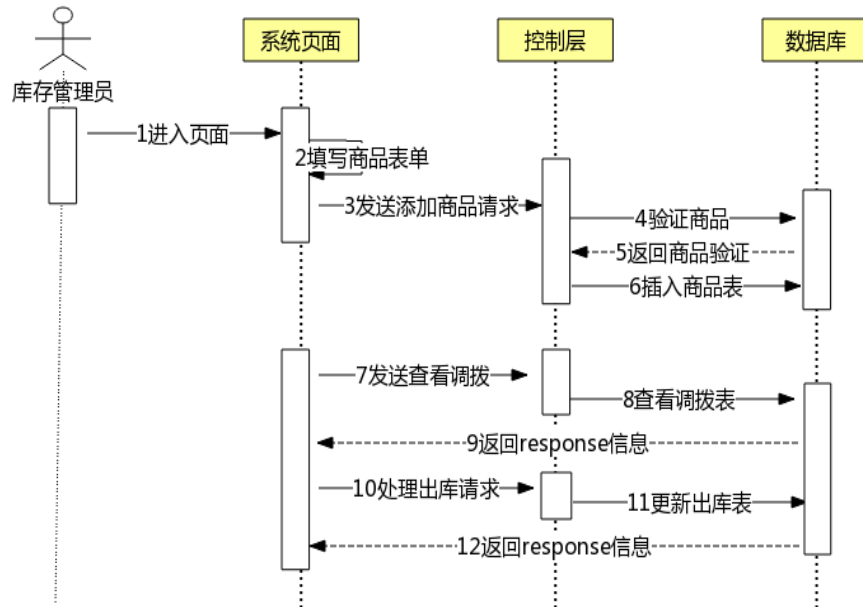 系统页面
控制层
数据库
库存管理员
1进入页面
2填写商品表单
3发送添加商品请求
4验证商品
5返回商品验证
6插入商品表
7发送查看调拨
8查看调拨表
9返回response信息
10处理出库请求
11更新出库表
12返回response信息